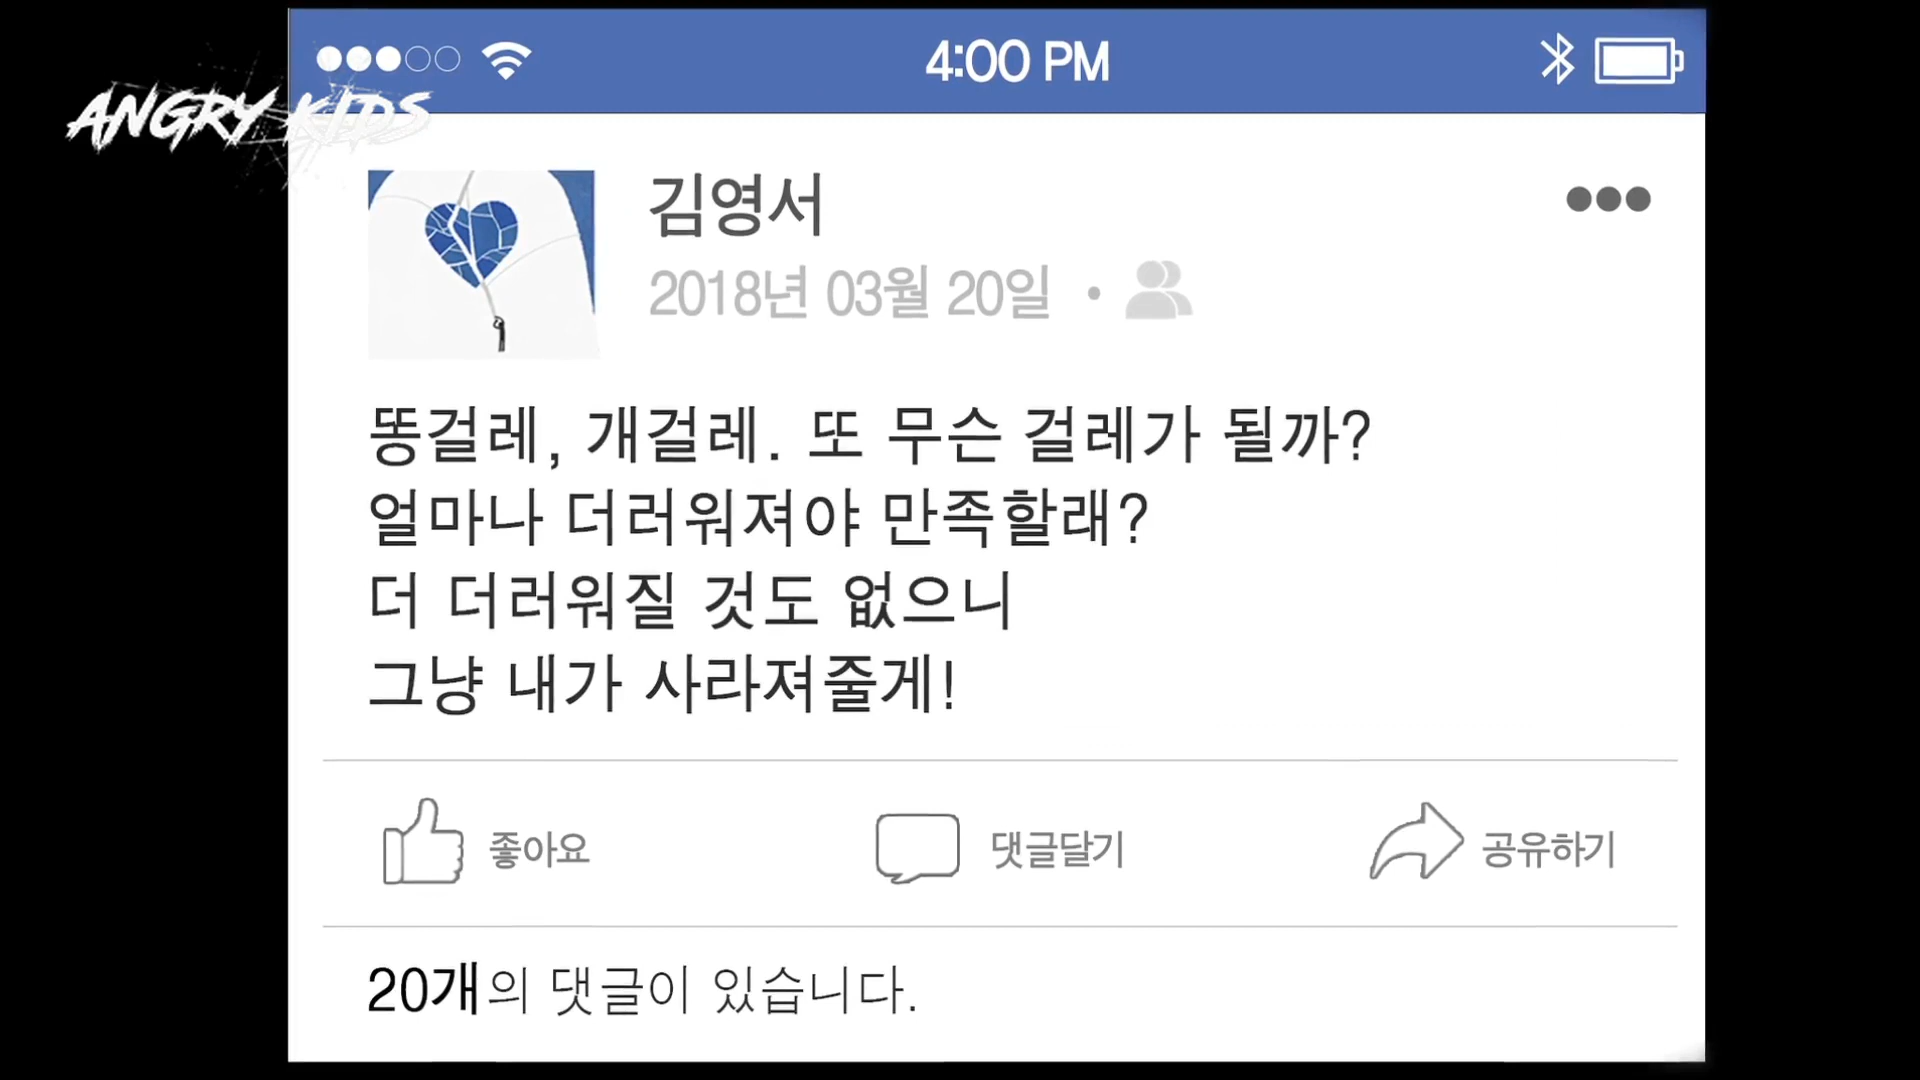 4:00 PM
ANGRY KIDS
김영서
2018년 03월 20일
똥걸레, 개걸레. 또 무슨 걸레가 될까?
얼마나 더러워져야 만족할래?
더 더러워질 것도 없으니
그냥 내가 사라져줄게!
좋아요
댓글달기
공유하기
20개의 댓글이 있습니다.